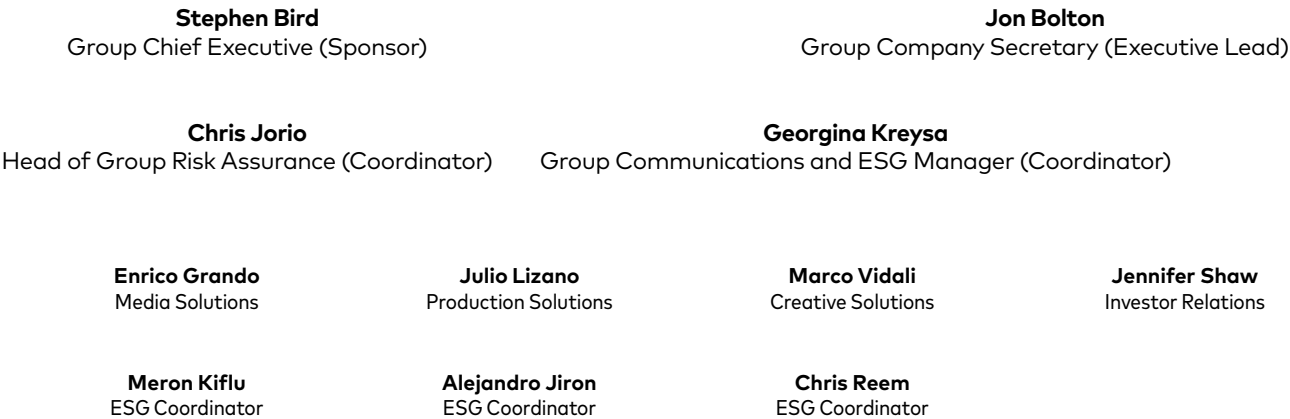 Stephen Bird
Group Chief Executive (Sponsor)
Jon Bolton
Group Company Secretary (Executive Lead)
Chris Jorio
Head of Group Risk Assurance (Coordinator)
Georgina Kreysa
Group Communications and ESG Manager (Coordinator)
Enrico Grando
Media Solutions
Julio Lizano
Production Solutions
Marco Vidali
Creative Solutions
Jennifer Shaw
Investor Relations
Meron Kiflu
ESG Coordinator
Alejandro Jiron
ESG Coordinator
Chris Reem
ESG Coordinator